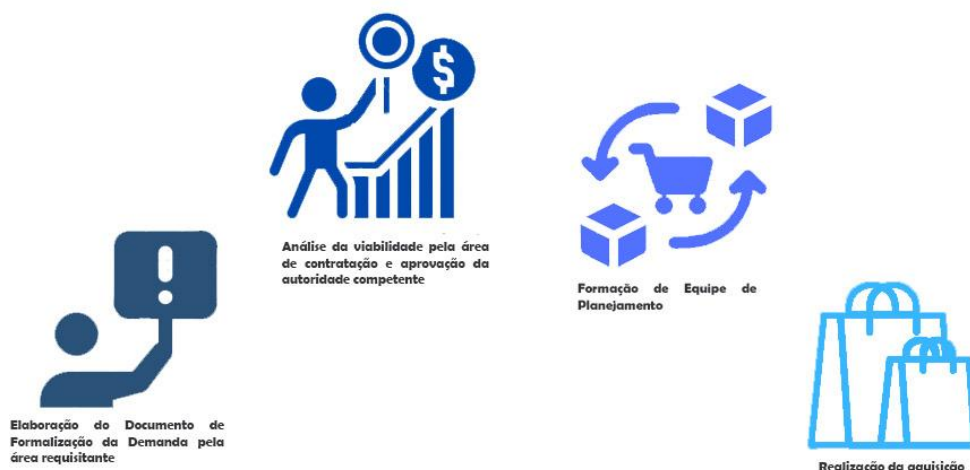 Elaboração do Documento de
Formalização da Demanda pela
área requisitante
Análise da viabilidade pela área
de contratação e aprovação da
autoridade competente
Formação de Equipe de
Planejamento
Realização da aquisição